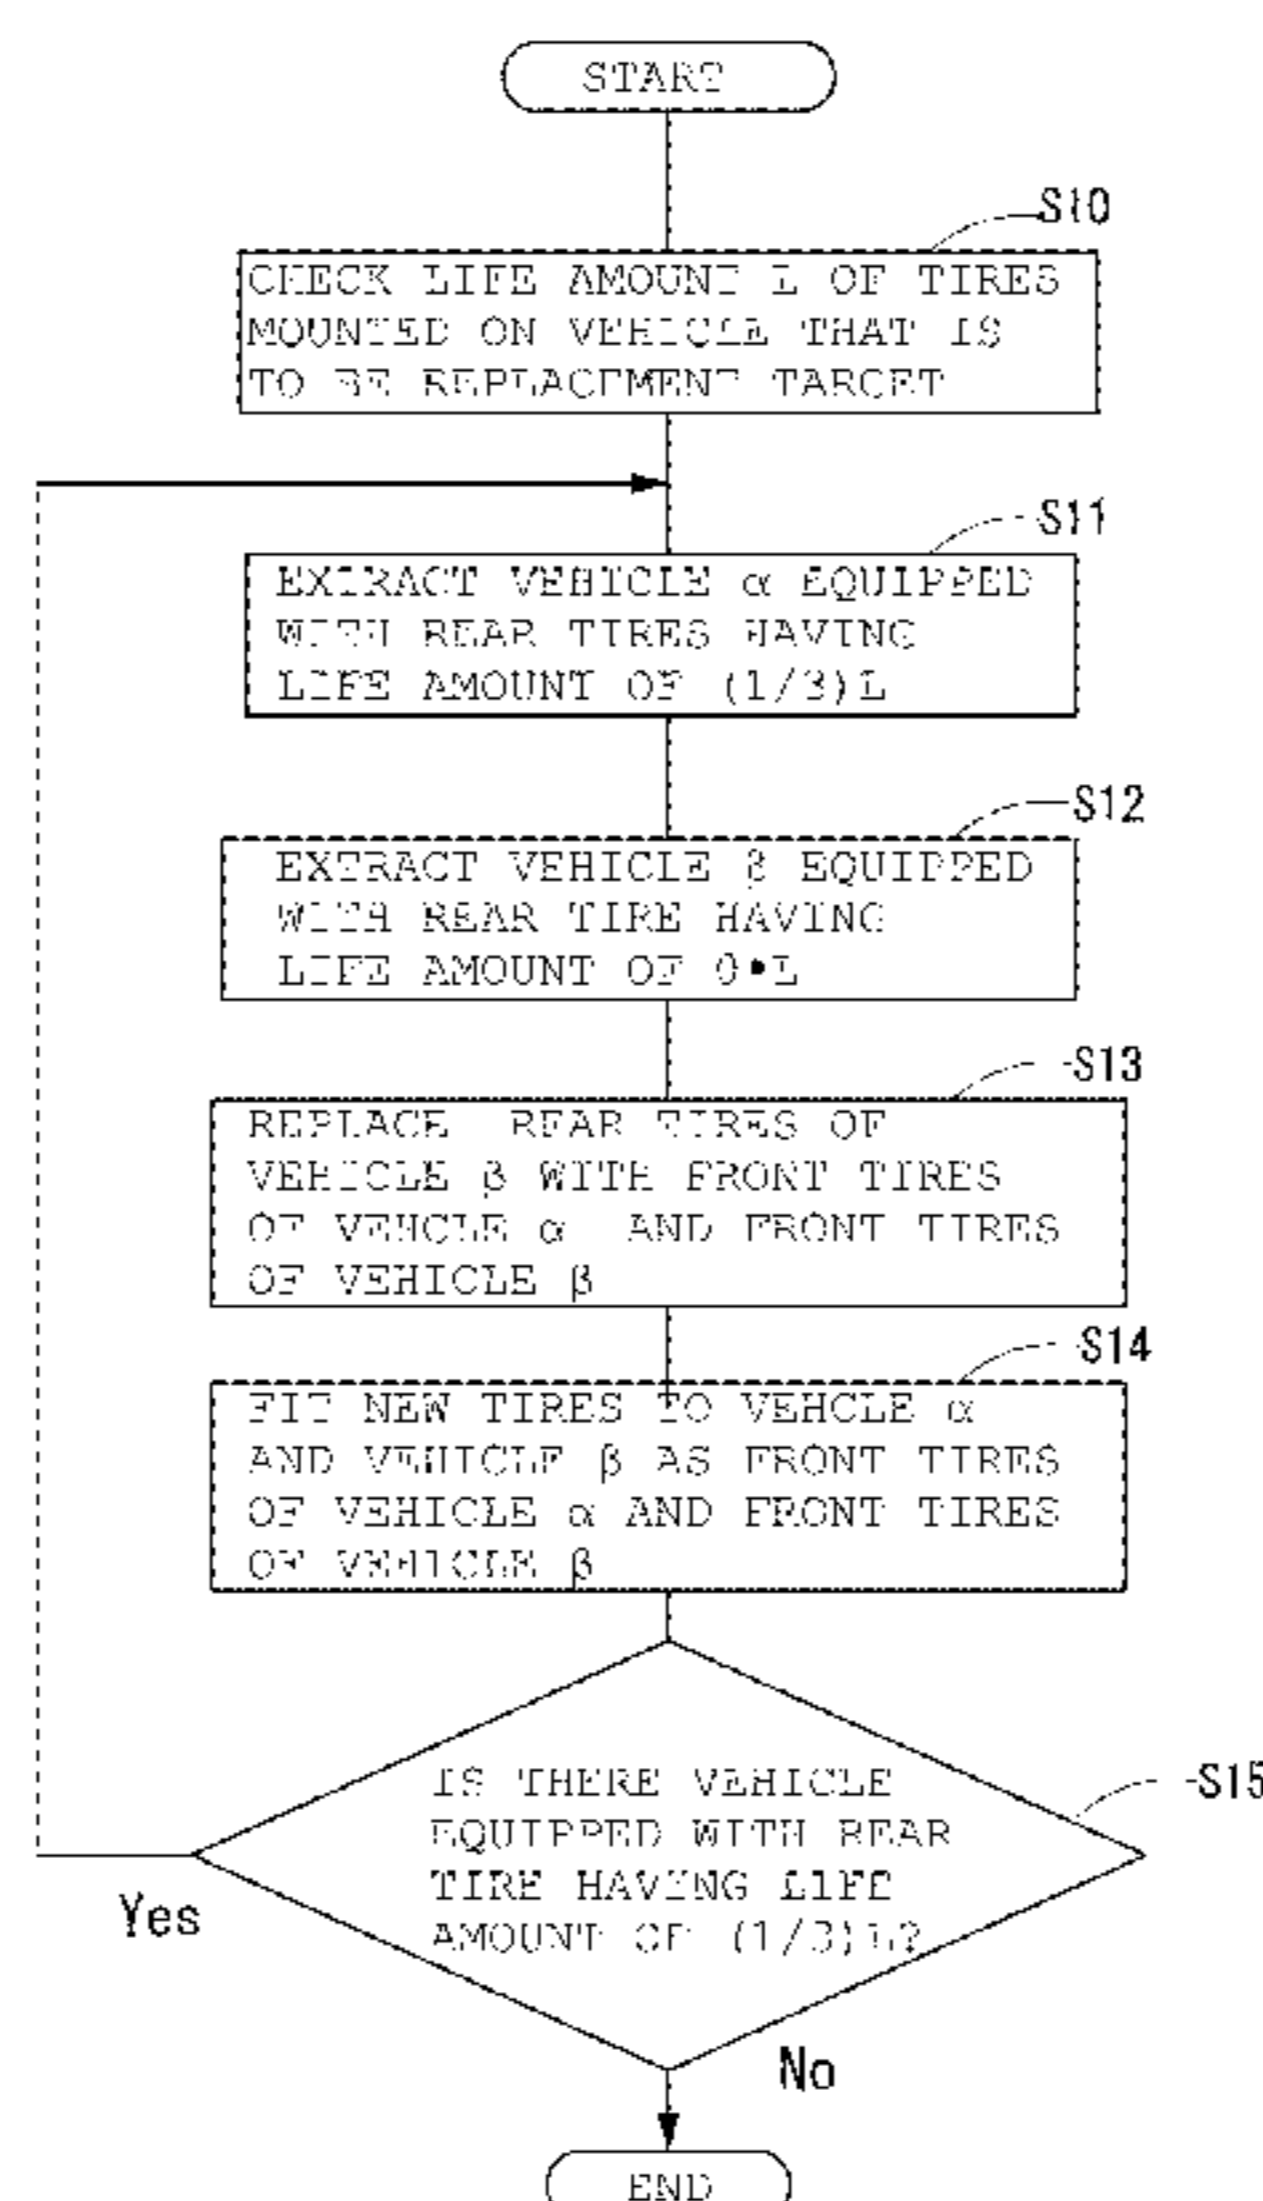 START
S10
CHECK LIFE AMOUNT L OF TIRES
MOUNTED ON VEHICLE THAT IS
TO BE REPLACEMENT TARGET
S11
EXTRACT VEHICLE α EQUIPPED
WITH REAR TIRES HAVING
LIFE AMOUNT OF (1/3)L
S12
EXTRACT VEHICLE β EQUIPPED
WITH REAR TIRE HAVING
LIFE AMOUNT OF 0•L
S13
REPLACE REAR TIRES OF
VEHICLE β WITH FRONT TIRES
OF VEHCLE α AND FRONT TIRES
OF VEHICLE β
S14
FIT NEW TIRES TO VEHCLE α
AND VEHICLE β AS FRONT TIRES
OF VEHICLE α AND FRONT TIRES
OF VEHICLE β
IS THERE VEHICLE
EQUIPPED WITH REAR
TIRE HAVING LIFE
AMOUNT OF (1/3)L?
S15
Yes
No
END